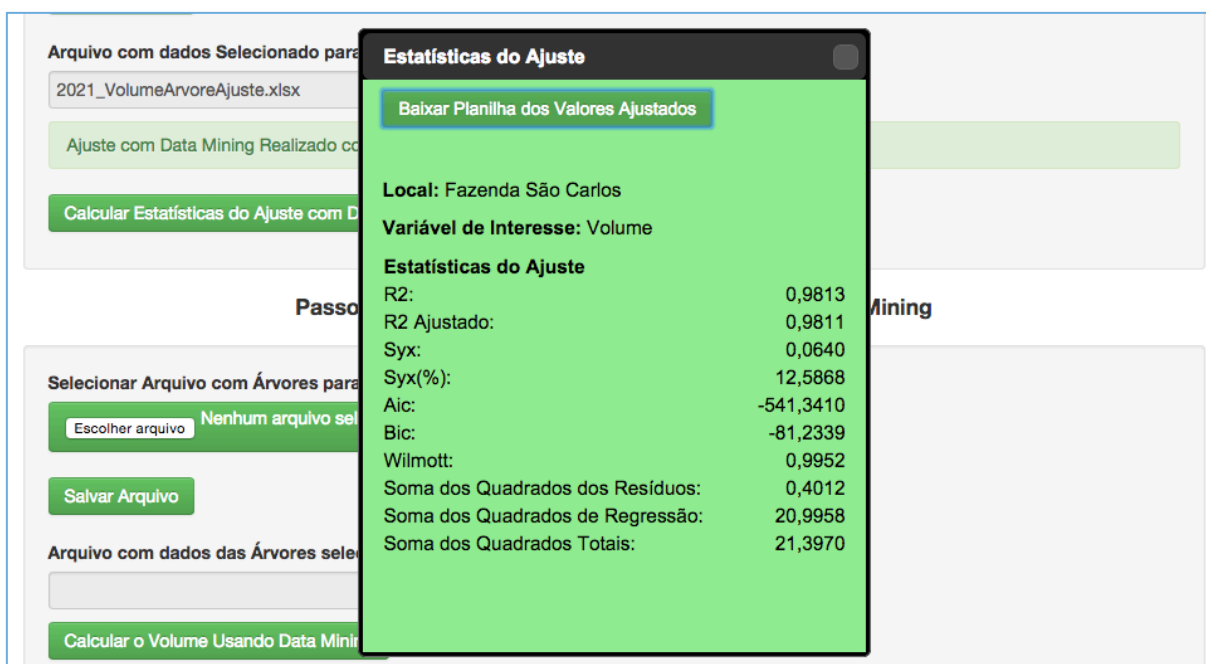 Arquivo com dados Selecionado para
2021_VolumeArvoreAjuste.xlsx
Ajuste com Data Mining Realizado
Calcular Estatísticas do Ajuste com
Passo
Mining
Selecionar Arquivo com Árvores para
Escolher arquivo Nenhum arquivo
Salvar Arquivo
Arquivo com dados das Árvores
Calcular o Volume Usando Data
Estatísticas do Ajuste
Baixar Planilha dos Valores Ajustados
Local: Fazenda São Carlos
Variável de Interesse: Volume
Estatísticas do Ajuste
R2: 0,9813
R2 Ajustado: 0,9811
Syx: 0,0640
Syx(%): 12,5868
Aic: -541,3410
Bic: -81,2339
Wilmott: 0,9952
Soma dos Quadrados dos Resíduos: 0,4012
Soma dos Quadrados de Regressão: 20,9958
Soma dos Quadrados Totais: 21,3970